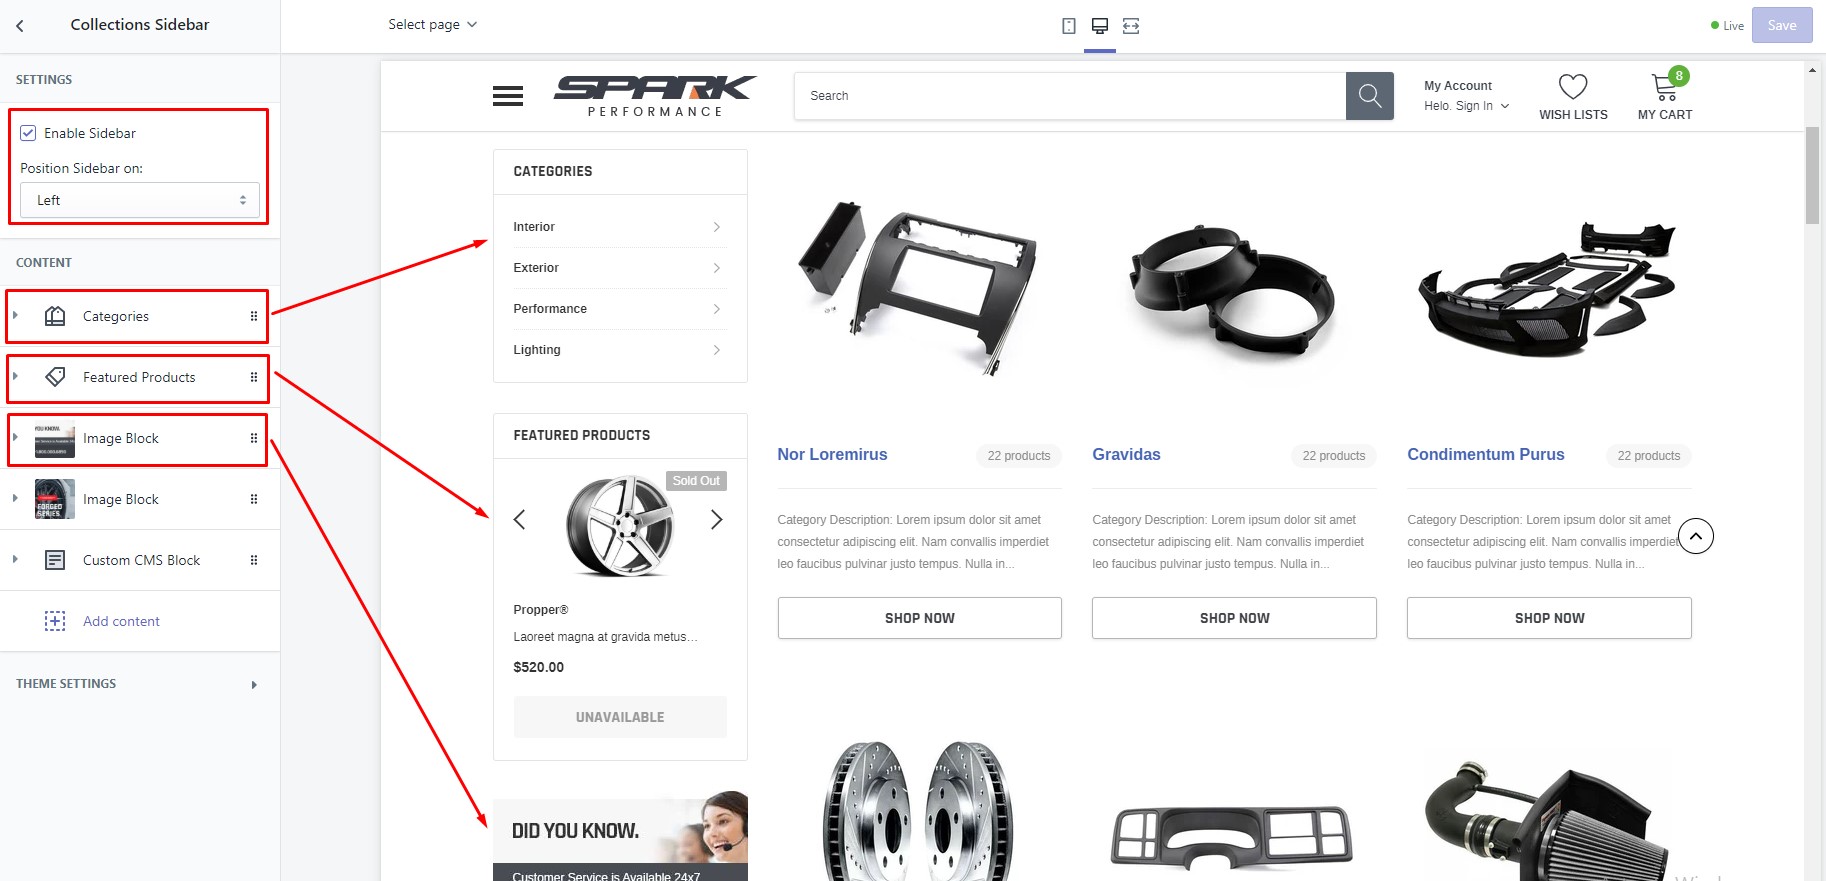 Collections Sidebar
Select page
Live
Save
SETTINGS
Enable Sidebar
Position Sidebar on:
Left
CONTENT
Categories
Featured Products
YOU KNOW.
Image Block
FORGED
SERIES
Image Block
Custom CMS Block
Add content
THEME SETTINGS
SPARK
PERFORMANCE
Search
My Account
Helo. Sign In
WISH LISTS
8
MY CART
CATEGORIES
Interior
Exterior
Performance
Lighting
FEATURED PRODUCTS
Sold Out
Propper®
Laoreet magna at gravida metus…
$520.00
UNAVAILABLE
DID YOU KNOW.
Customer Service is Available 24x7
Nor Loremirus
22 products
Category Description: Lorem ipsum dolor sit amet
consectetur adipiscing elit. Nam convallis imperdiet
leo faucibus pulvinar justo tempus. Nulla in...
SHOP NOW
Gravidas
22 products
Category Description: Lorem ipsum dolor sit amet
consectetur adipiscing elit. Nam convallis imperdiet
leo faucibus pulvinar justo tempus. Nulla in...
SHOP NOW
Condimentum Purus
22 products
Category Description: Lorem ipsum dolor sit amet
consectetur adipiscing elit. Nam convallis imperdiet
leo faucibus pulvinar justo tempus. Nulla in...
SHOP NOW